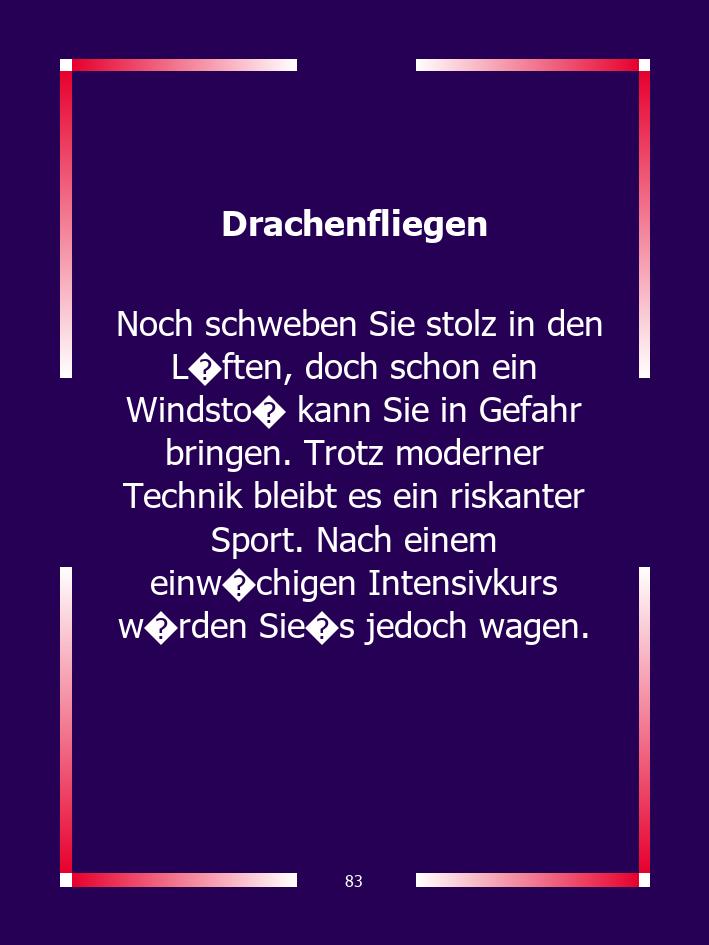 Drachenfliegen
Noch schweben Sie stolz in den
L�ften, doch schon ein
Windsto� kann Sie in Gefahr
bringen. Trotz moderner
Technik bleibt es ein riskanter
Sport. Nach einem
einw�chigen Intensivkurs
w�rden Sie�s jedoch wagen.
83